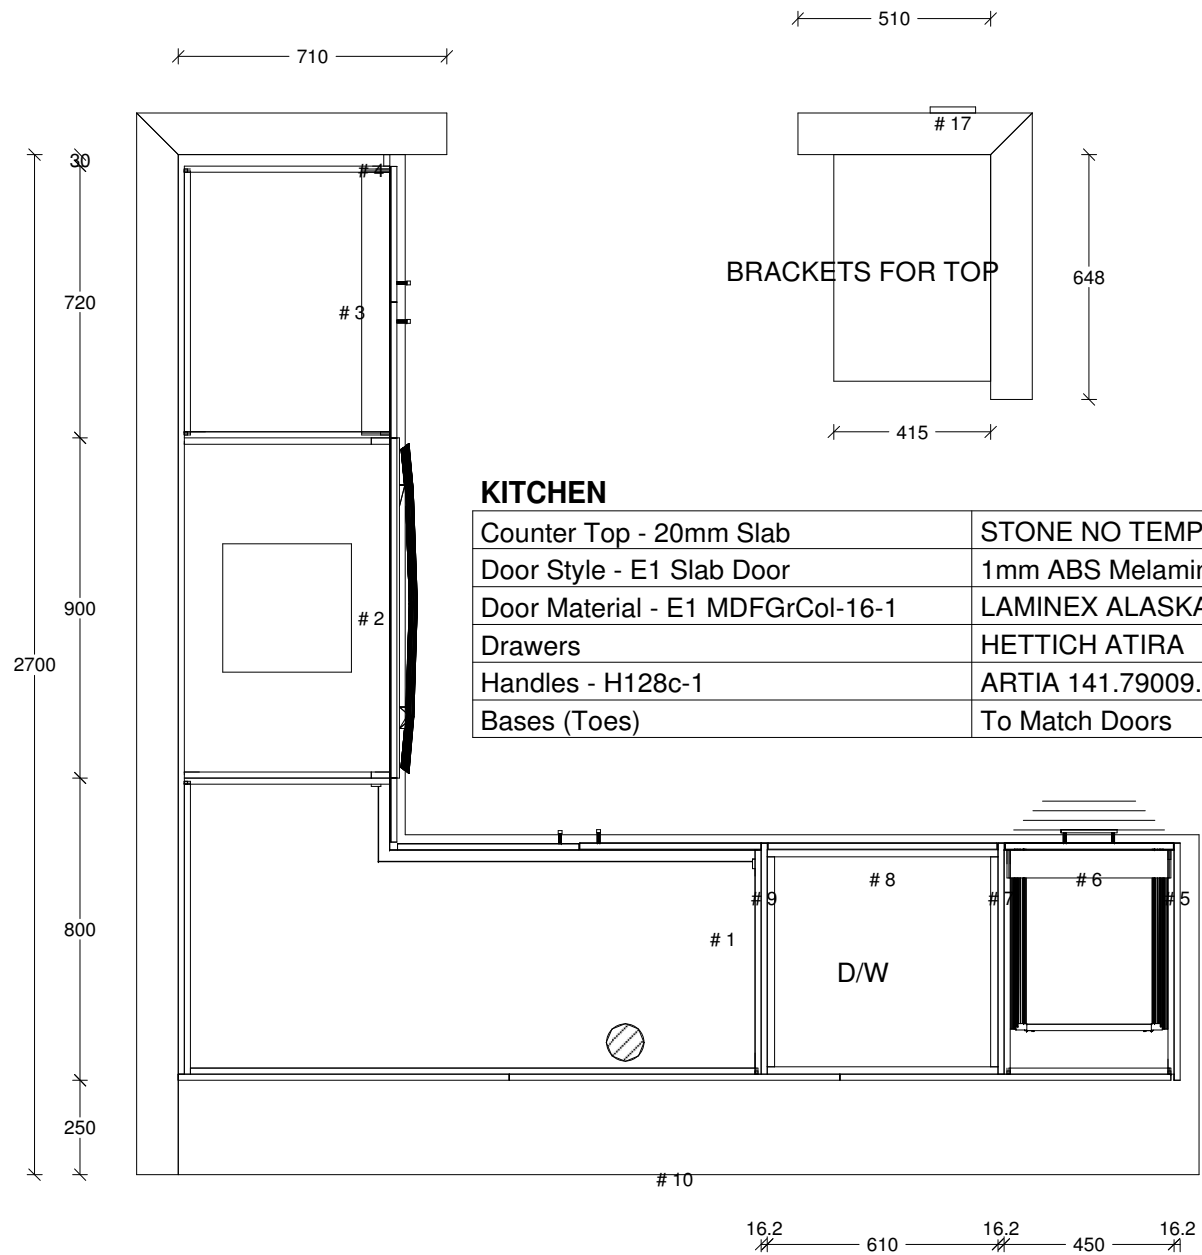 510
710
# 17
30
# 4
720
BRACKETS FOR TOP
648
# 3
415
KITCHEN
Counter Top - 20mm Slab STONE NO TEMP
Door Style - E1 Slab Door 1mm ABS Melamin
Door Material - E1 MDFGrCol-16-1 LAMINEX ALASKA
Drawers HETTICH ATIRA
Handles - H128c-1 ARTIA 141.79009.
Bases (Toes) To Match Doors
900
# 2
2700
# 8
# 6
# 9
# 7
# 5
800
# 1
D/W
250
# 10
16.2
16.2
16.2
610
450